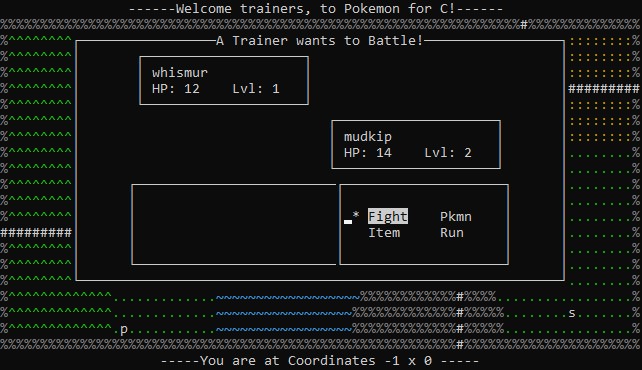 ------Welcome trainers, to Pokemon for C!------
A Trainer wants to Battle!
whismur
HP: 12 Lvl: 1
mudkip
HP: 14 Lvl: 2
* Fight Pkmn
Item Run
s
p
-----You are at Coordinates -1 x 0 -----